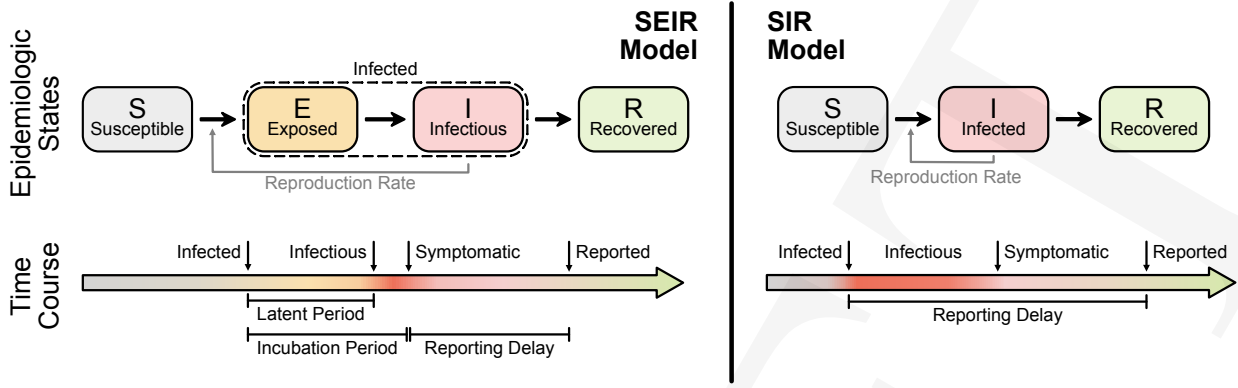 Epidemiologic
States
SEIR
Model
Infected
S
Susceptible
E
Exposed
I
Infectious
R
Recovered
Reproduction Rate
SIR
Model
S
Susceptible
I
Infected
R
Recovered
Reproduction Rate
Time
Course
Infected
Infectious
Symptomatic
Reported
Latent Period
Incubation Period
Reporting Delay
Infected
Infectious
Symptomatic
Reported
Reporting Delay